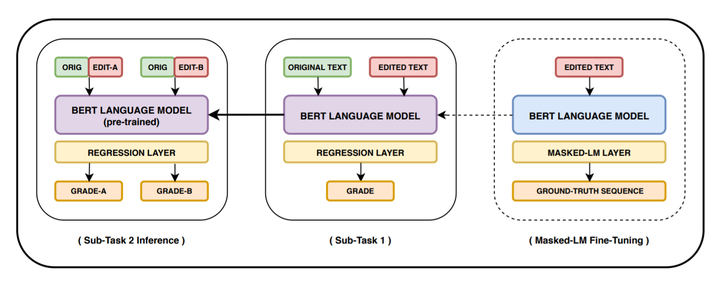 ORIG EDIT-A ORIG EDIT-B
BERT LANGUAGE MODEL
(pre-trained)
REGRESSION LAYER
GRADE-A GRADE-B
( Sub-Task 2 Inference )
ORIGINAL TEXT EDITED TEXT
BERT LANGUAGE MODEL
REGRESSION LAYER
GRADE
( Sub-Task 1 )
EDITED TEXT
BERT LANGUAGE MODEL
MASKED-LM LAYER
GROUND-TRUTH SEQUENCE
( Masked-LM Fine-Tuning )